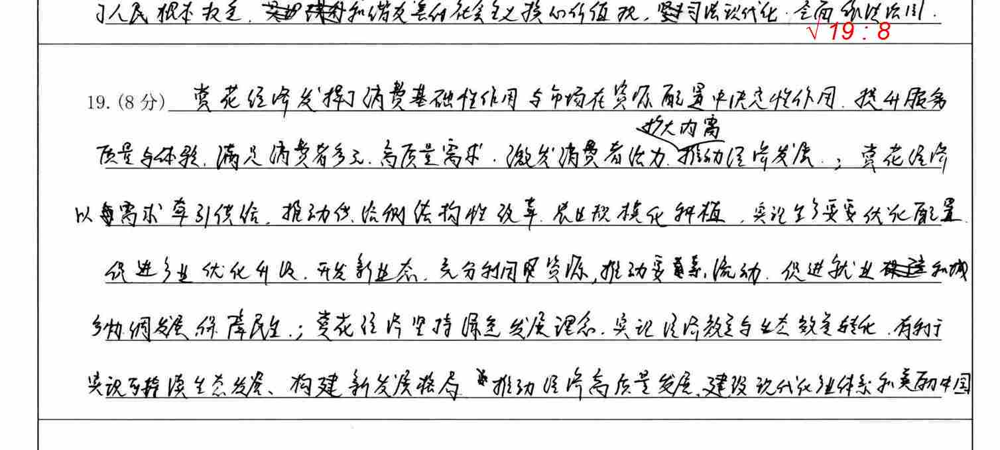 了人民根本权益. 和谐友善的社会主义核心价值观, 坚持司法现代化. 全面依法治国.
√ 19 : 8
19. (8 分) 赏花经济发挥了消费基础性作用与市场在资源配置中决定性作用. 提升服务
扩大内需
质量与体验, 满足消费者多元、高质量需求. 激发消费者活力. 推动经济发展. ; 赏花经济
以需求牵引供给, 推动供给侧结构性改革. 农业规模化种植, 实现生产要素优化配置.
促进产业优化升级. 开发新业态. 充分利用资源, 推动要素流动. 促进就业和城
乡协调发展保障民生. ; 赏花经济坚持绿色发展理念. 实现经济效益与生态效益转化. 有利于
实现可持续生态发展、构建新发展格局 推动经济高质量发展、建设现代化产业体系和美丽中国